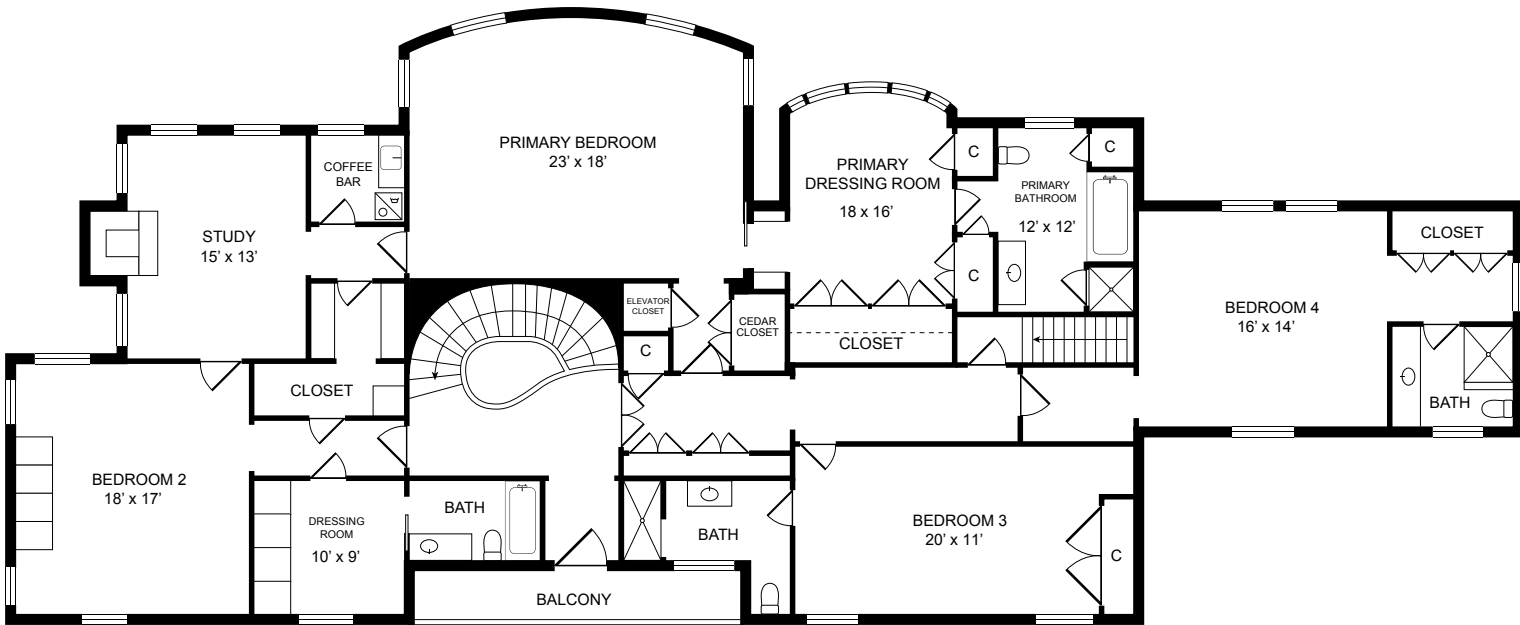 PRIMARY BEDROOM
23' x 18'
COFFEE
BAR
PRIMARY
DRESSING ROOM
18 x 16'
C
C
PRIMARY
BATHROOM
12' x 12'
STUDY
15' x 13'
CLOSET
C
BEDROOM 4
16' x 14'
ELEVATOR
CLOSET
CEDAR
CLOSET
CLOSET
C
CLOSET
BATH
BEDROOM 2
18' x 17'
DRESSING
ROOM
10' x 9'
BATH
BATH
BEDROOM 3
20' x 11'
C
BALCONY